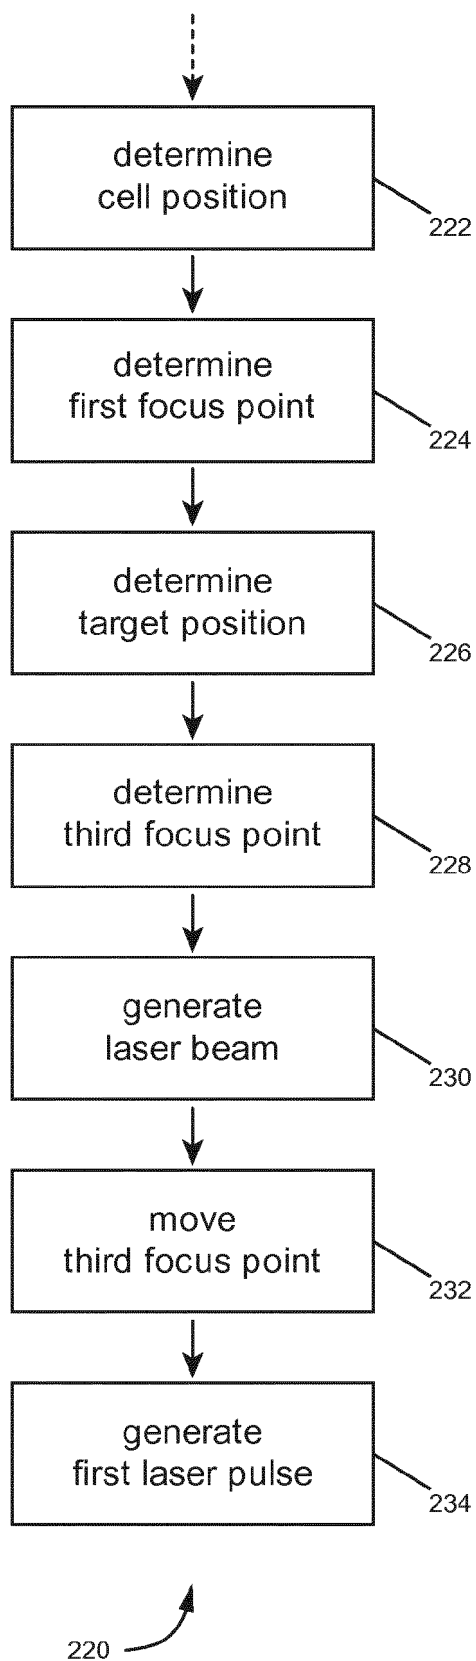 determine
cell position
222
determine
first focus point
224
determine
target position
226
determine
third focus point
228
generate
laser beam
230
move
third focus point
232
generate
first laser pulse
234
220